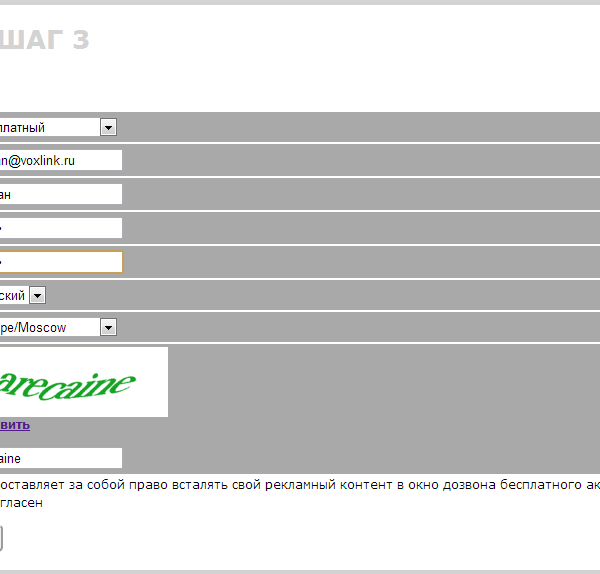 ШАГ 3
платный
n@voxlink.ru
ан
ский
pe/Moscow
arecaine
вить
aine
оставляет за собой право вталять свой рекламный контент в окно дозвона бесплатного ак
гласен